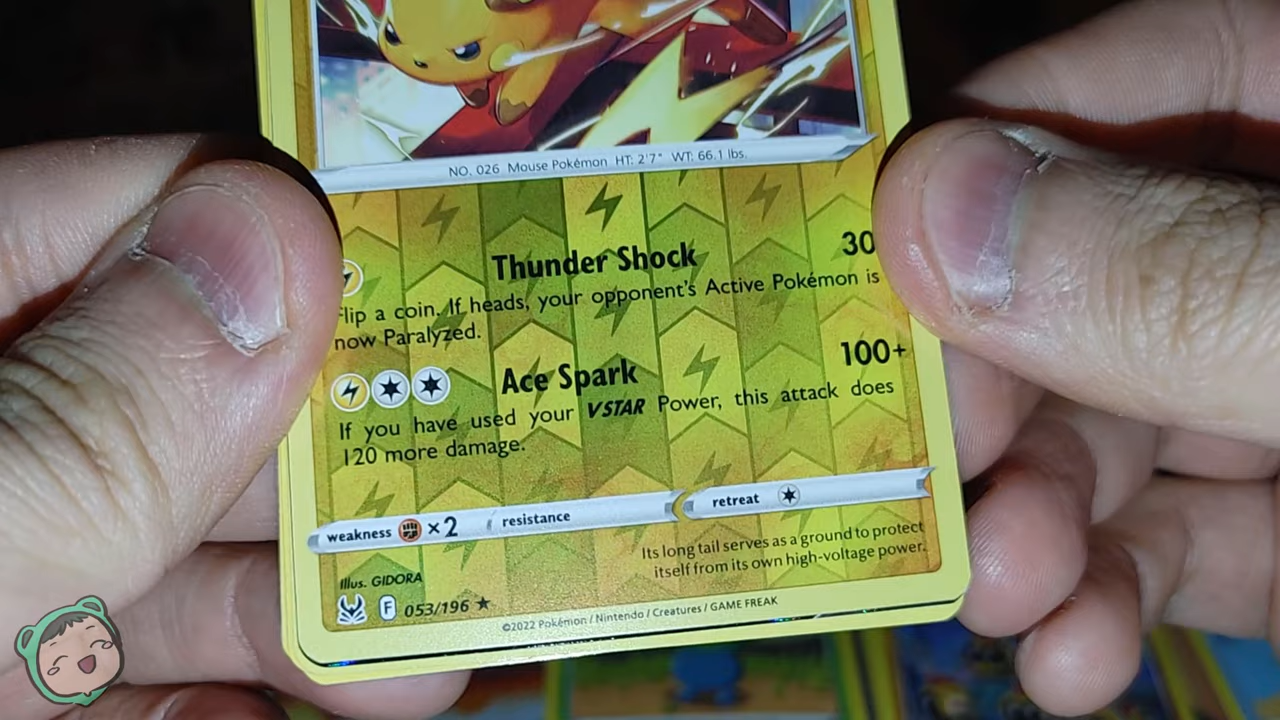 NO. 026 Mouse Pokémon HT: 2'7" WT: 66.1 lbs.
Thunder Shock 30
Flip a coin. If heads, your opponent's Active Pokémon is
now Paralyzed.
Ace Spark 100+
If you have used your VSTAR Power, this attack does
120 more damage.
weakness ×2 resistance retreat
Its long tail serves as a ground to protect
itself from its own high-voltage power.
Illus. GIDORA
F 053/196 ★
©2022 Pokémon / Nintendo / Creatures / GAME FREAK